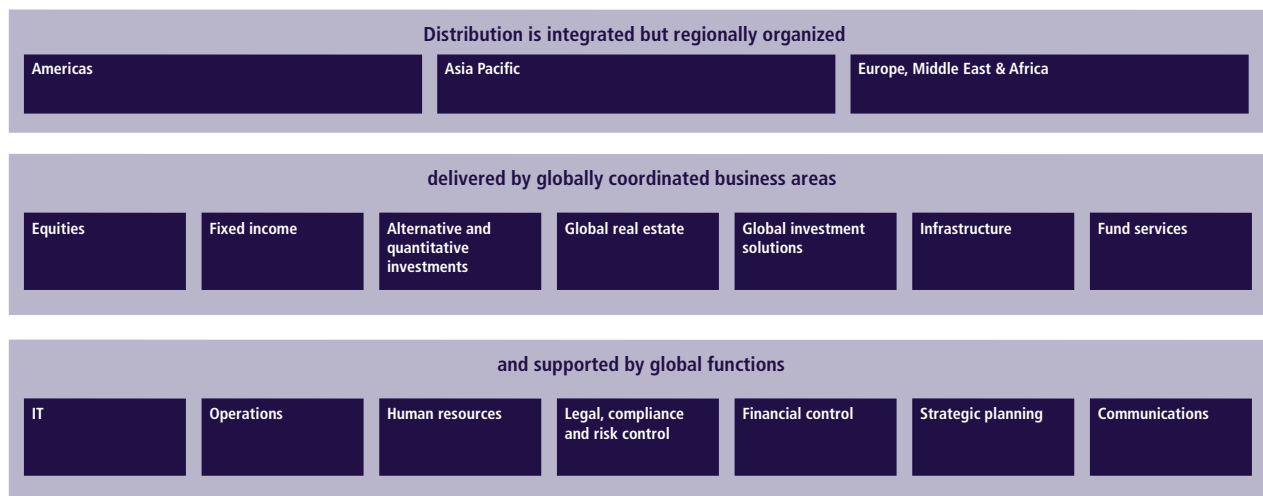 Distribution is integrated but regionally organized
Americas
Asia Pacific
Europe, Middle East & Africa
delivered by globally coordinated business areas
Equities
Fixed income
Alternative and
quantitative
investments
Global real estate
Global investment
solutions
Infrastructure
Fund services
and supported by global functions
IT
Operations
Human resources
Legal, compliance
and risk control
Financial control
Strategic planning
Communications